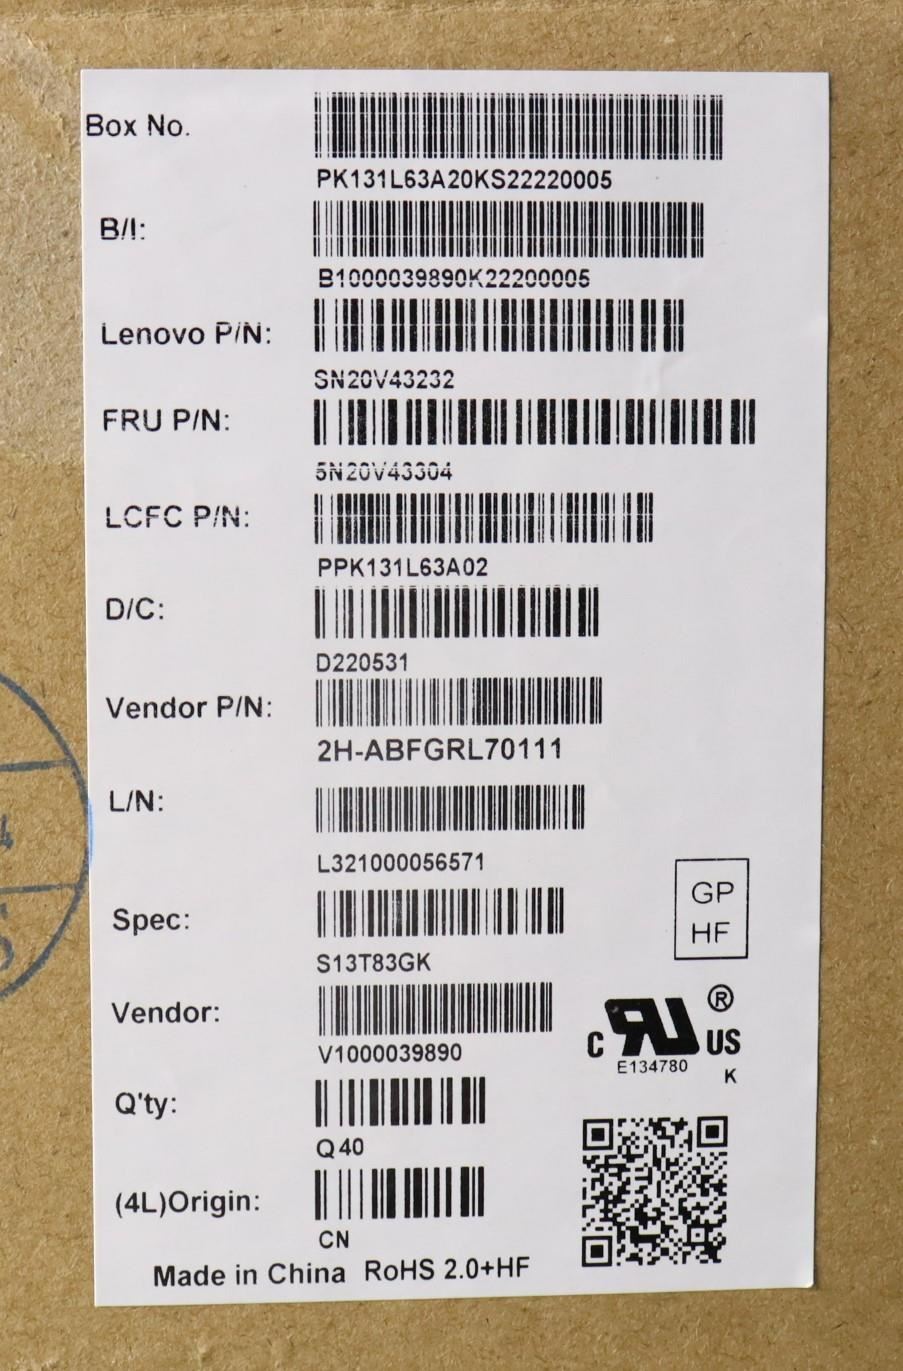 Box No.
PK131L63A20KS22220005
B/I:
B1000039890K22200005
Lenovo P/N:
SN20V43232
FRU P/N:
5N20V43304
LCFC P/N:
PPK131L63A02
D/C:
D220531
Vendor P/N:
2H-ABFGRL70111
L/N:
L321000056571
Spec:
S13T83GK
GP
HF
Vendor:
V1000039890
C RU US ®
E134780
K
Q'ty:
Q40
(4L)Origin:
CN
Made in China RoHS 2.0+HF